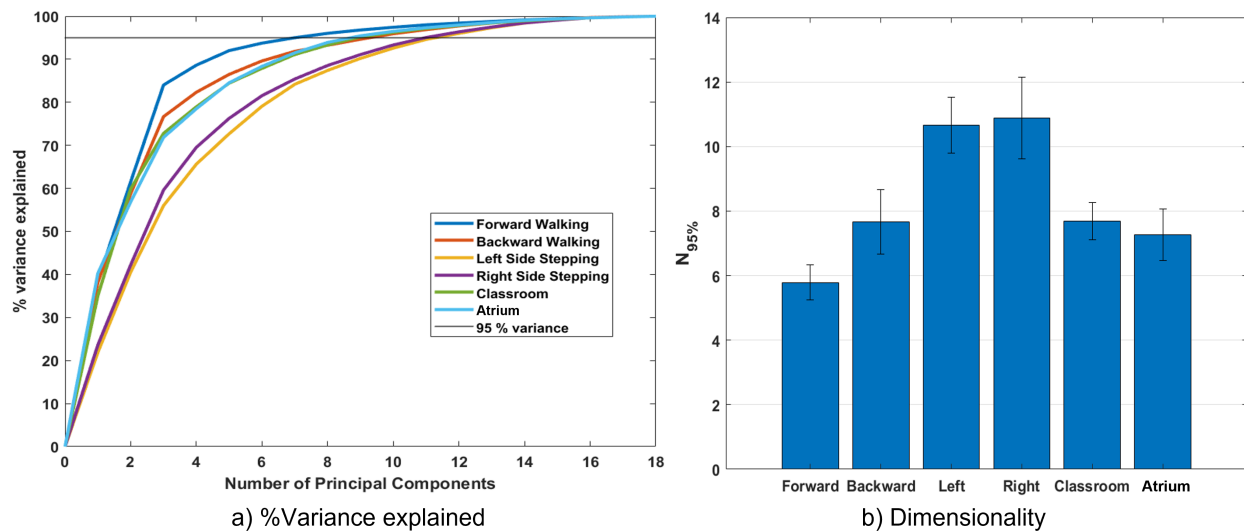 100
90
80
70
60
50
40
30
20
10
0
% variance explained
Forward Walking
Backward Walking
Left Side Stepping
Right Side Stepping
Classroom
Atrium
95 % variance
0 2 4 6 8 10 12 14 16 18
Number of Principal Components
a) %Variance explained
14
12
10
8
6
4
2
0
N95%
Forward Backward Left Right Classroom Atrium
b) Dimensionality